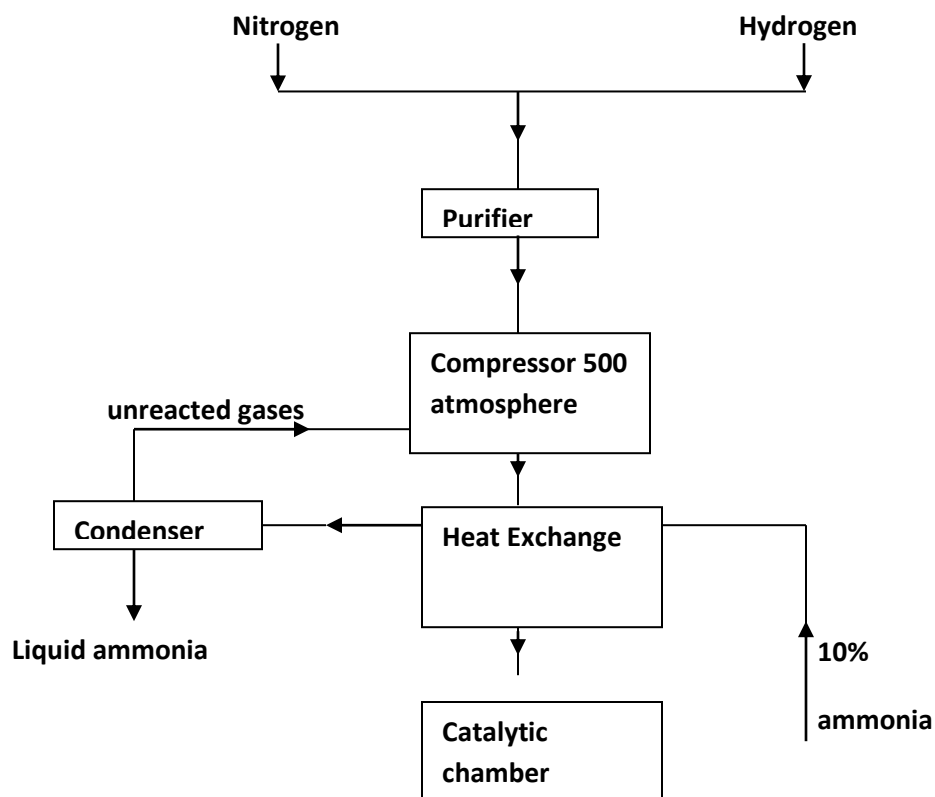 Nitrogen
Hydrogen
Purifier
Compressor 500
atmosphere
unreacted gases
Condenser
Heat Exchange
Liquid ammonia
10%
ammonia
Catalytic
chamber